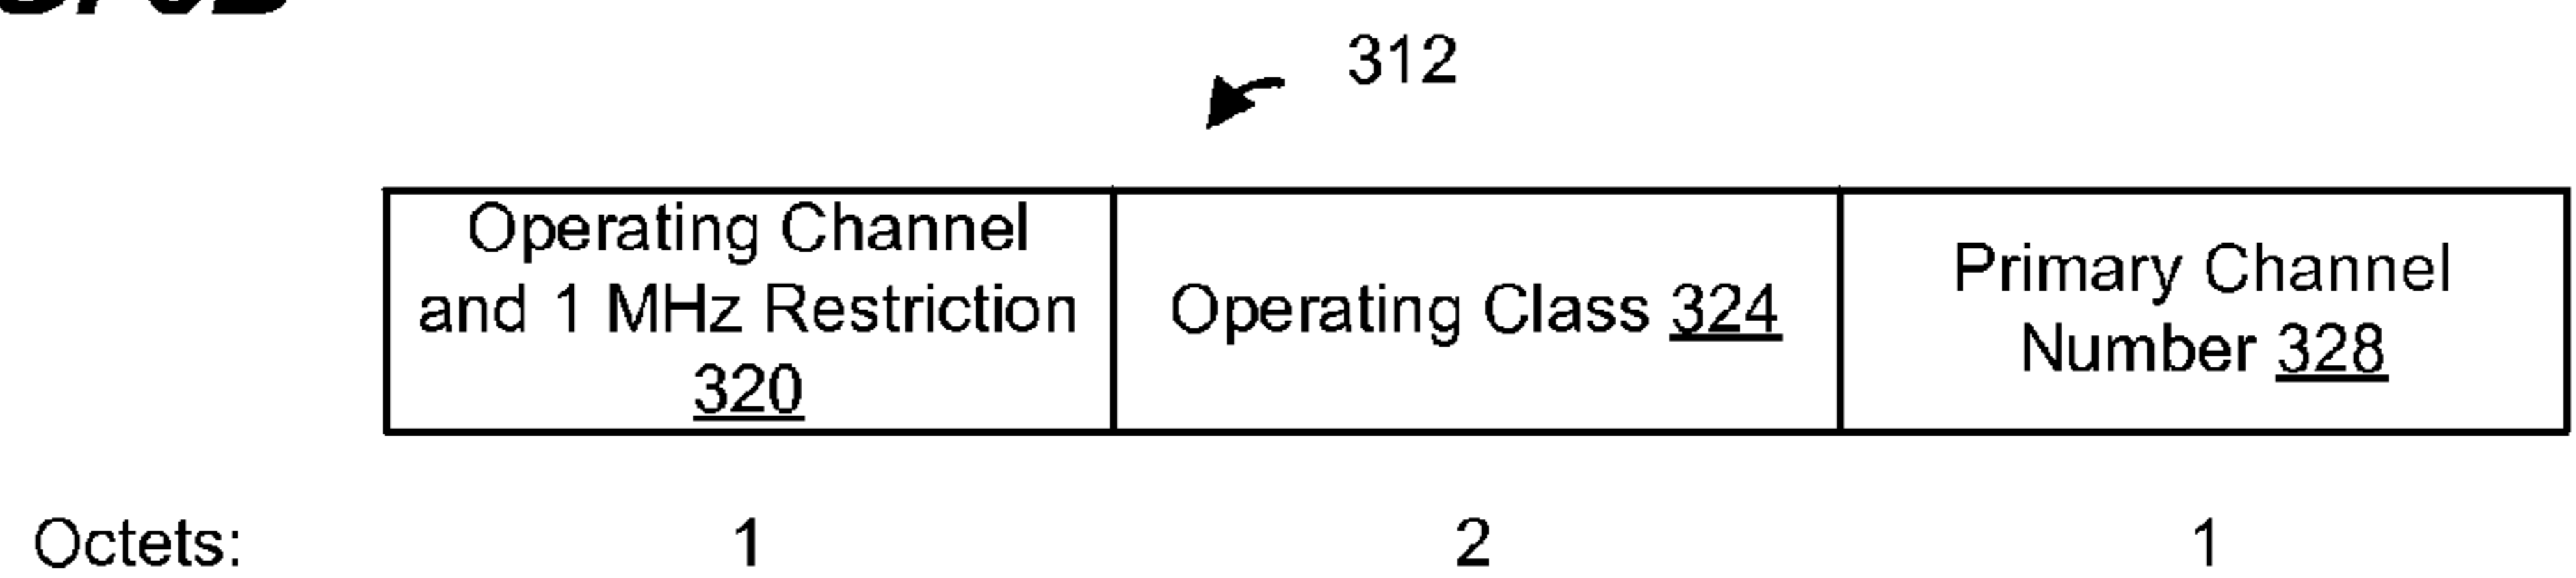 312
Operating Channel
and 1 MHz Restriction
320
Operating Class 324
Primary Channel
Number 328
Octets: 1 2 1